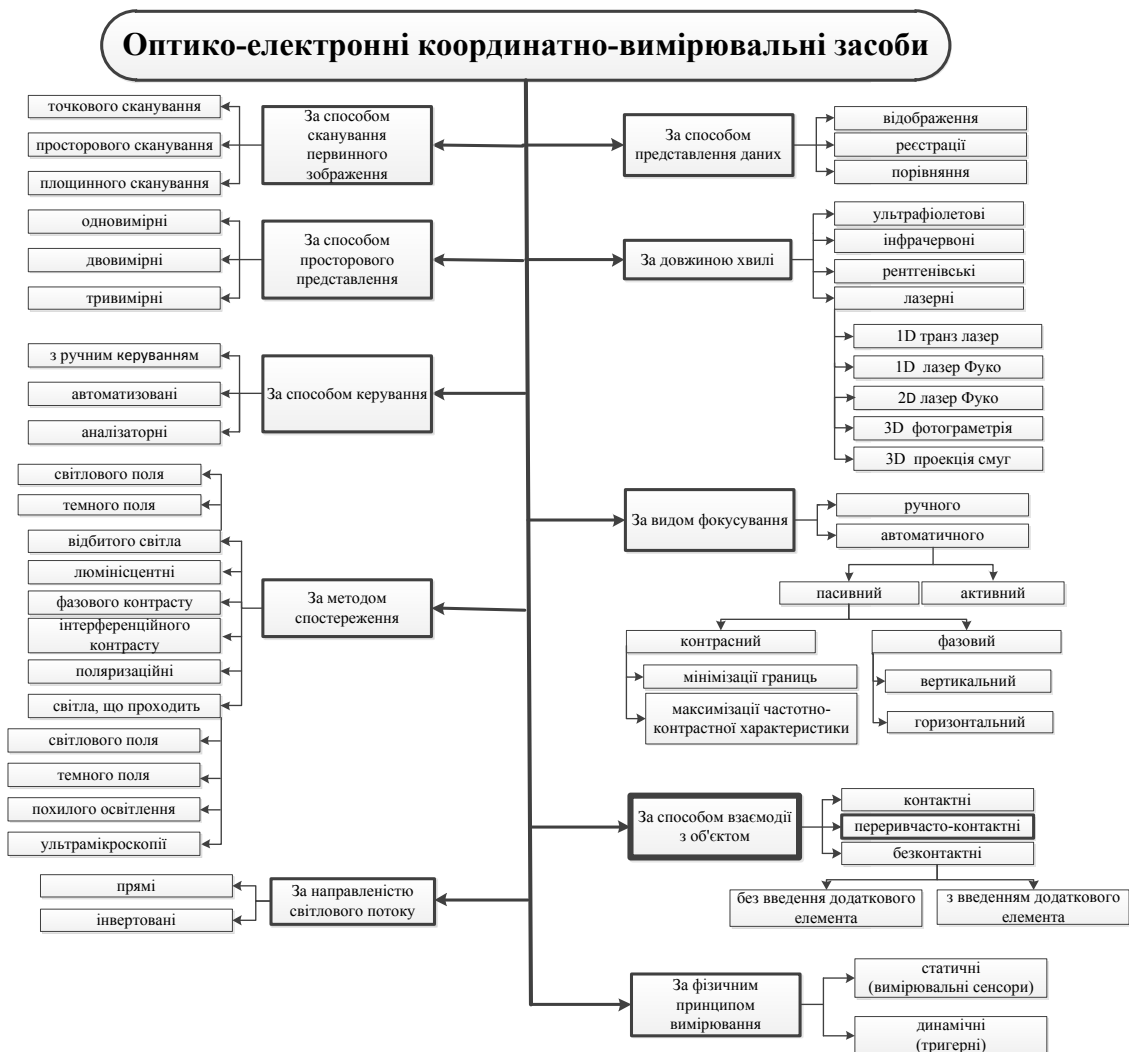 Оптико-електронні координатно-вимірювальні засоби
точкового сканування
просторового сканування
площинного сканування
За способом
сканування
первинного
зображення
За способом
представлення даних
відображення
реєстрації
порівняння
одновимірні
двовимірні
тривимірні
За способом
просторового
представлення
За довжиною хвилі
ультрафіолетові
інфрачервоні
рентгенівські
лазерні
1D транз лазер
1D лазер Фуко
2D лазер Фуко
3D фотограметрія
3D проекція смуг
з ручним керуванням
автоматизовані
аналізаторні
За способом керування
світлового поля
темного поля
відбитого світла
люмінісцентні
фазового контрасту
інтерференційного
контрасту
поляризаційні
світла, що проходить
світлового поля
темного поля
похилого освітлення
ультрамікроскопії
За методом
спостереження
За видом фокусування
ручного
автоматичного
пасивний
активний
контрасний
фазовий
мінімізації границь
максимізації частотно-
контрастної характеристики
вертикальний
горизонтальний
За способом взаємодії
з об'єктом
контактні
переривчасто-контактні
безконтактні
без введення додаткового
елемента
з введенням додаткового
елемента
прямі
інвертовані
За направленістю
світлового потоку
За фізичним
принципом
вимірювання
статичні
(вимірювальні сенсори)
динамічні
(тригерні)